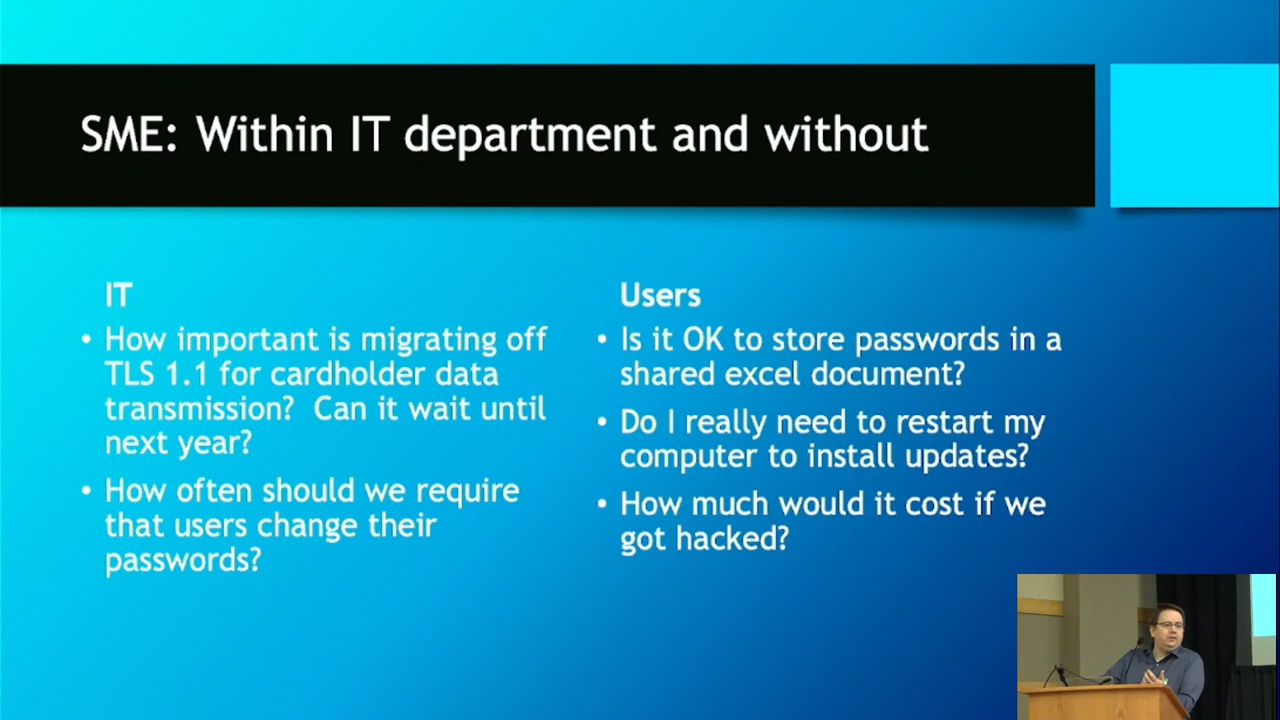 SME: Within IT department and without
IT
• How important is migrating off
TLS 1.1 for cardholder data
transmission? Can it wait until
next year?
• How often should we require
that users change their
passwords?
Users
• Is it OK to store passwords in a
shared excel document?
• Do I really need to restart my
computer to install updates?
• How much would it cost if we
got hacked?